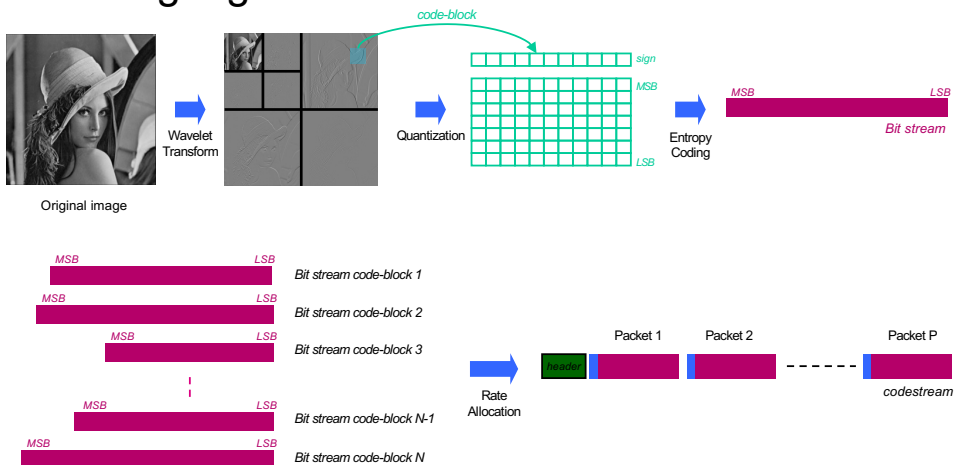 code-block
sign
MSB
LSB
Wavelet
Transform
Quantization
Entropy
Coding
MSB
LSB
Bit stream
Original image
MSB
LSB
Bit stream code-block 1
MSB
LSB
Bit stream code-block 2
MSB
LSB
Bit stream code-block 3
MSB
LSB
Bit stream code-block N-1
MSB
LSB
Bit stream code-block N
Rate
Allocation
header
Packet 1
Packet 2
Packet P
codestream